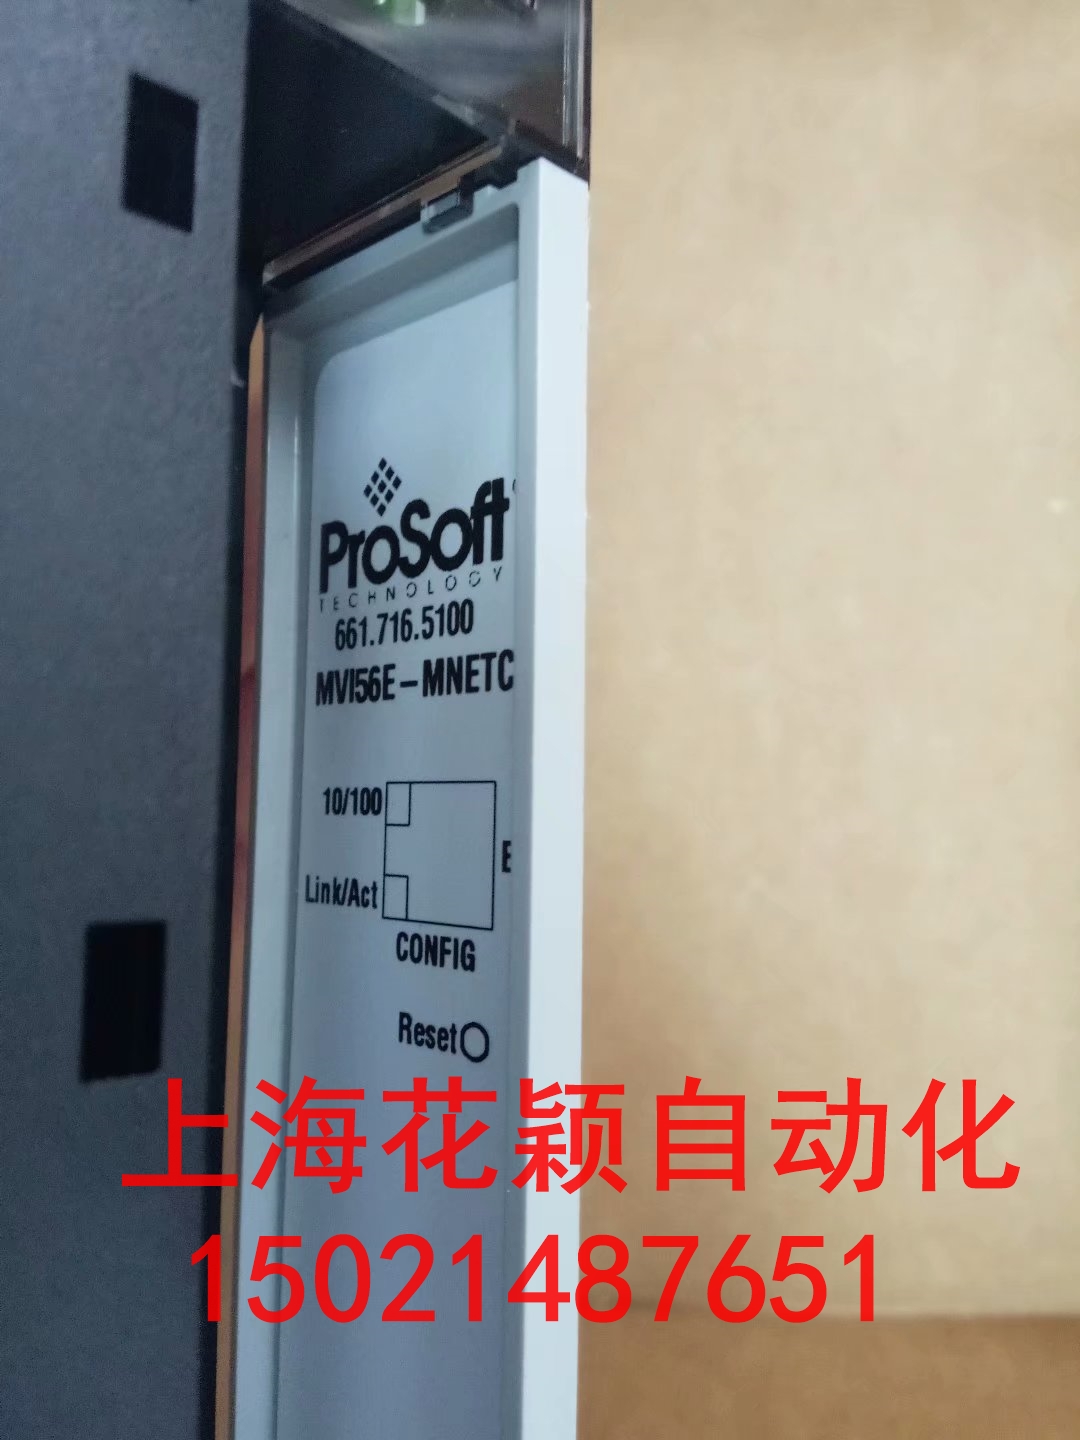 ProSoft
TECHNOLOGY
661.716.5100
MVI56E-MNETC
10/100
E
Link/Act
CONFIG
Reset
上海花颖自动化
15021487651